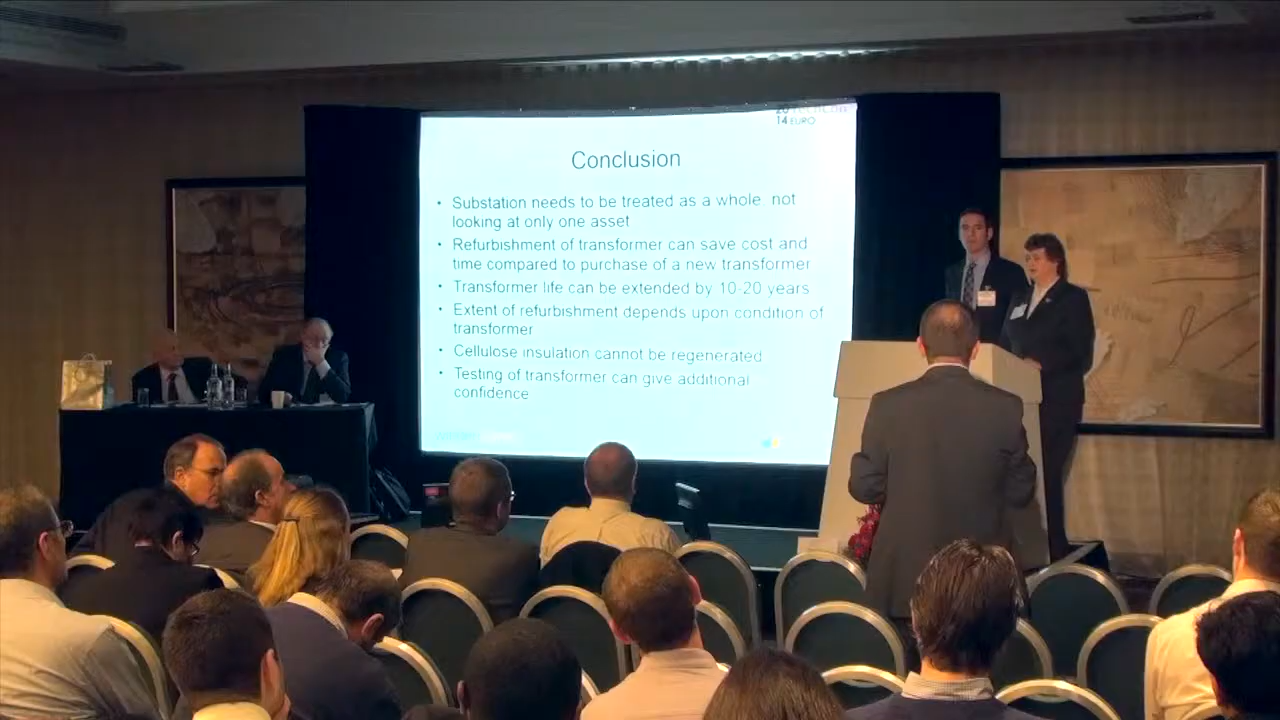 14 EURO
Conclusion
• Substation needs to be treated as a whole, not
looking at only one asset
• Refurbishment of transformer can save cost and
time compared to purchase of a new transformer
• Transformer life can be extended by 10-20 years
• Extent of refurbishment depends upon condition of
transformer
• Cellulose insulation cannot be regenerated
• Testing of transformer can give additional
confidence